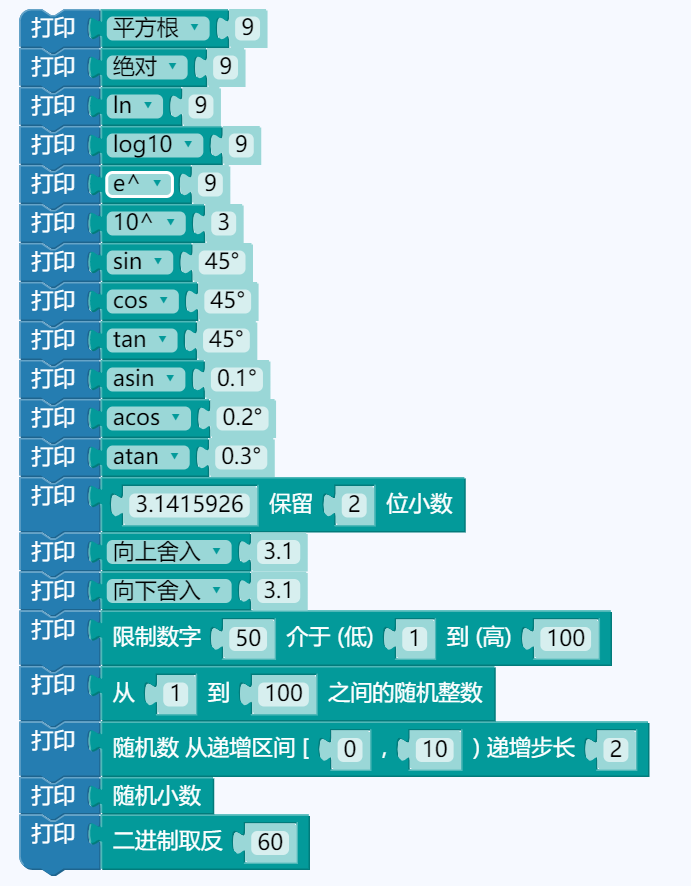 打印 平方根 9
打印 绝对 9
打印 ln 9
打印 log10 9
打印 e^ 9
打印 10^ 3
打印 sin 45°
打印 cos 45°
打印 tan 45°
打印 asin 0.1°
打印 acos 0.2°
打印 atan 0.3°
打印 3.1415926 保留 2 位小数
打印 向上舍入 3.1
打印 向下舍入 3.1
打印 限制数字 50 介于 (低) 1 到 (高) 100
打印 从 1 到 100 之间的随机整数
打印 随机数 从递增区间 [ 0 , 10 ) 递增步长 2
打印 随机小数
打印 二进制取反 60